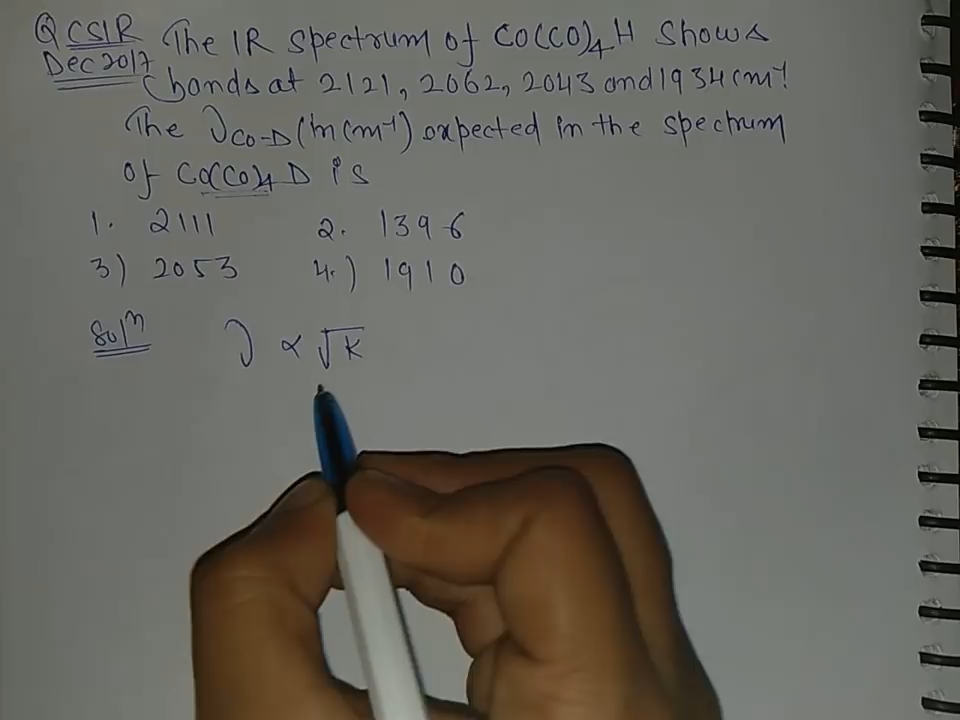 Q CSIR The IR spectrum of CO(CO)4H shows
Dec 2017 bands at 2121, 2062, 2043 and 1934 cm-1.
The νCO-D (in cm-1) expected in the spectrum
of CO(CO)4D is
1. 2111 2. 1396
3) 2053 4.) 1910
Solⁿ ν ∝ √K